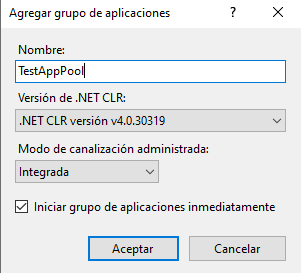 Agregar grupo de aplicaciones
Nombre:
TestAppPool
Versión de .NET CLR:
.NET CLR versión v4.0.30319
Modo de canalización administrada:
Integrada
Iniciar grupo de aplicaciones inmediatamente
Aceptar Cancelar